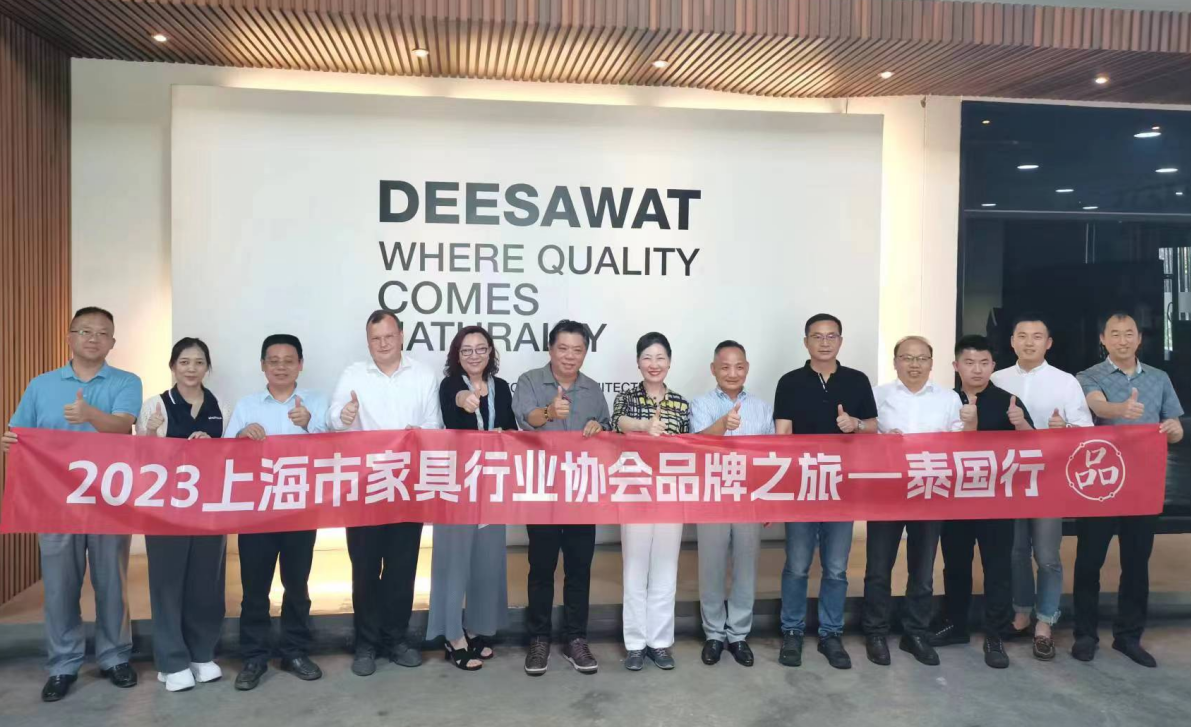 DEESAWAT
WHERE QUALITY
COMES
NATURALLY
2023上海市家具行业协会品牌之旅—泰国行 品